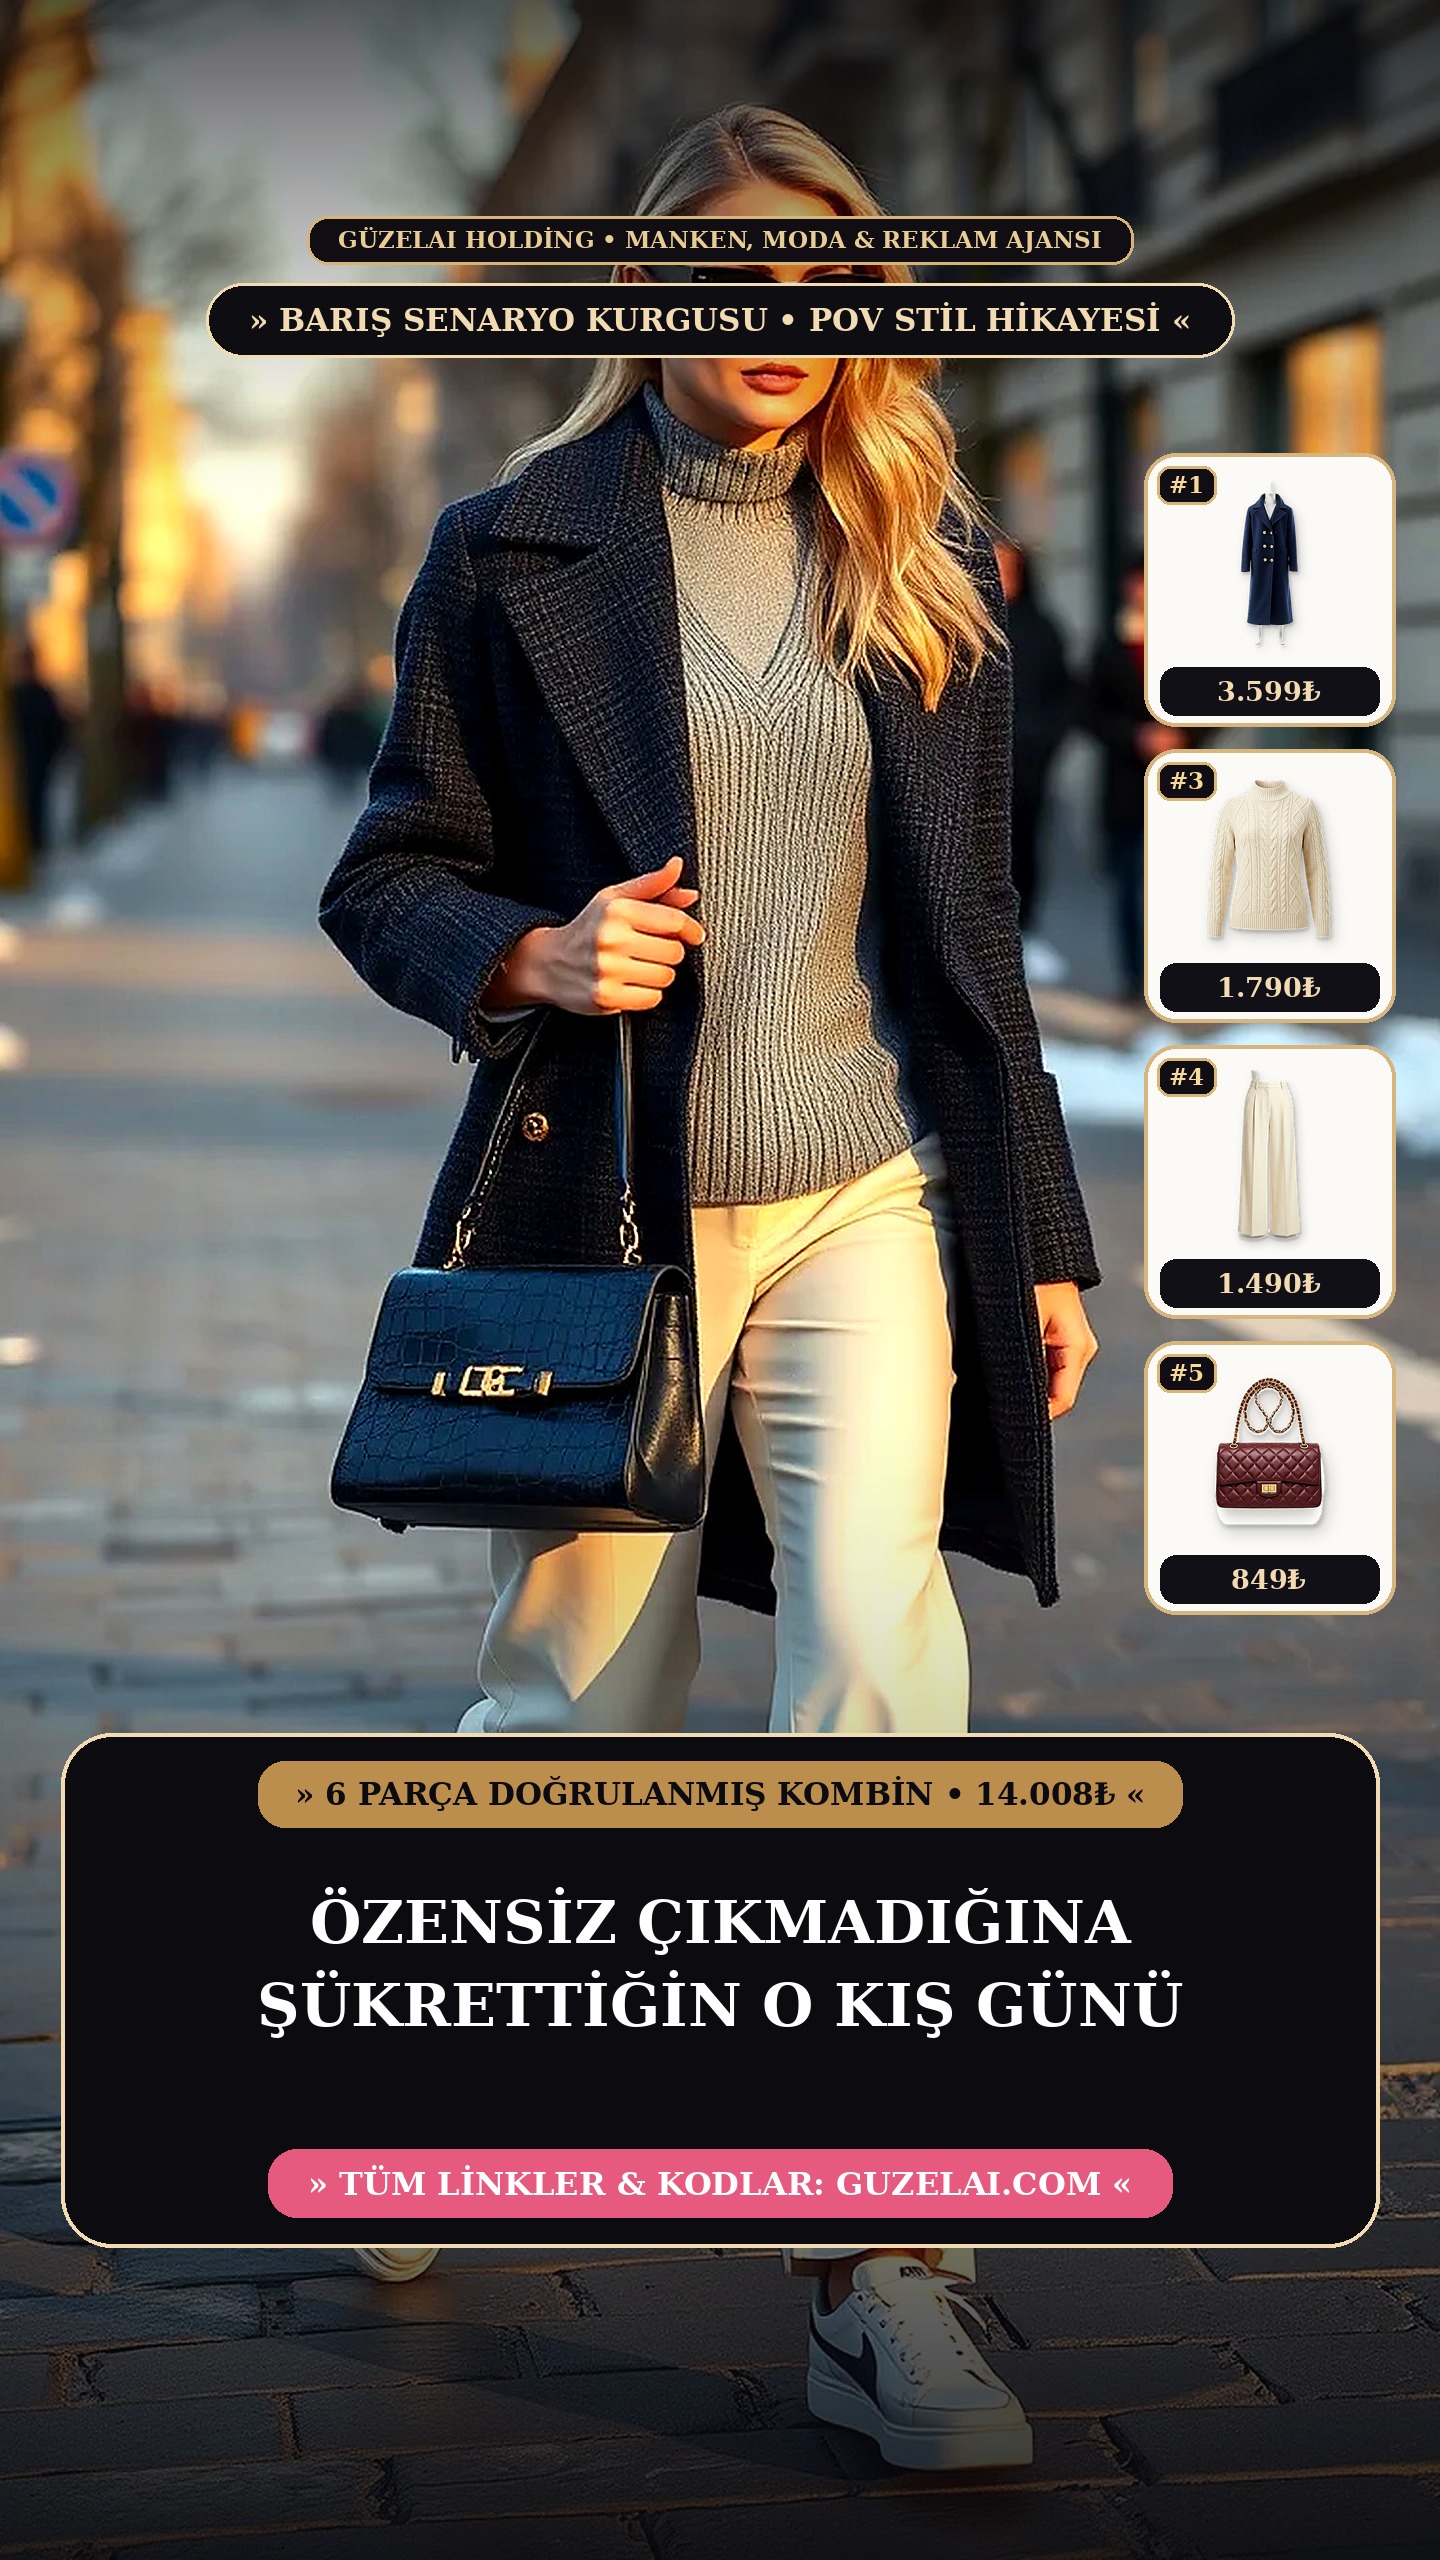 GÜZELAI HOLDİNG • MANKEN, MODA & REKLAM AJANSI
» BARIŞ SENARYO KURGUSU • POV STİL HİKAYESİ «
#1
3.599₺
#3
1.790₺
#4
1.490₺
#5
849₺
» 6 PARÇA DOĞRULANMIŞ KOMBİN • 14.008₺ «
ÖZENSİZ ÇIKMADIĞINA
ŞÜKRETTİĞİN O KIŞ GÜNÜ
» TÜM LİNKLER & KODLAR: GUZELAI.COM «